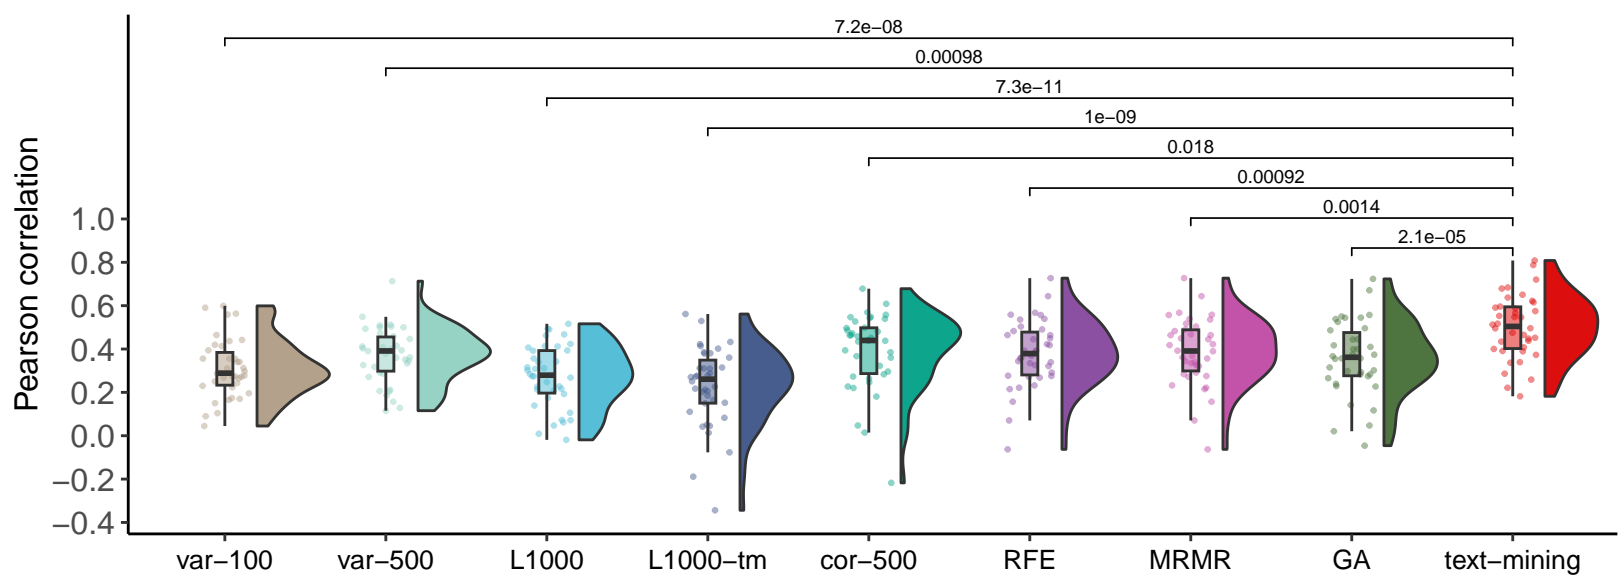 7.2e−08
0.00098
7.3e−11
1e−09
0.018
0.00092
0.0014
2.1e−05
Pearson correlation
1.0
0.8
0.6
0.4
0.2
0.0
−0.2
−0.4
var−100 var−500 L1000 L1000−tm cor−500 RFE MRMR GA text−mining